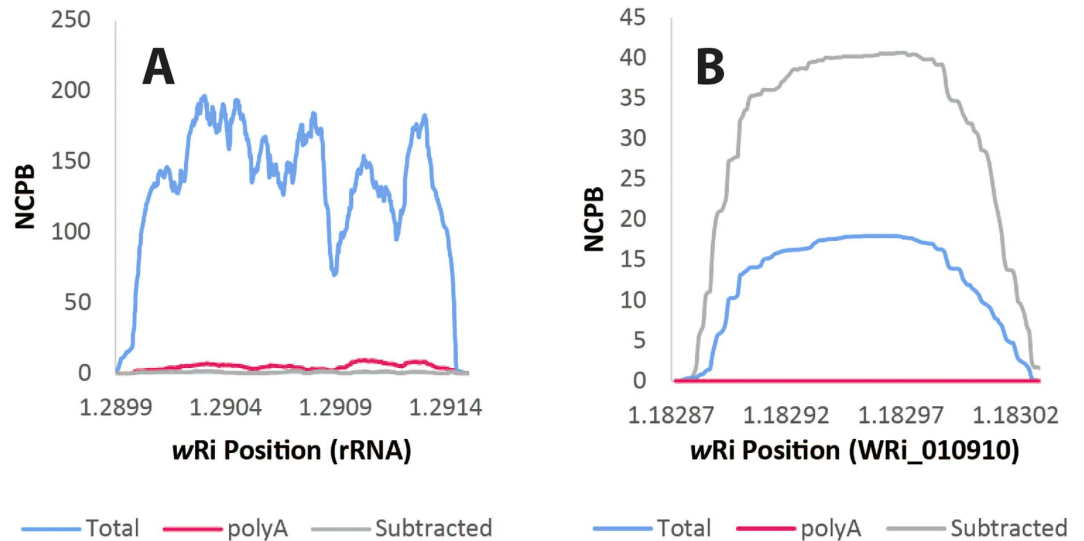 A
NCPB
250
200
150
100
50
0
1.2899 1.2904 1.2909 1.2914
wRi Position (rRNA)
Total polyA Subtracted
B
NCPB
45
40
35
30
25
20
15
10
5
0
1.18287 1.18292 1.18297 1.18302
wRi Position (WRi_010910)
Total polyA Subtracted